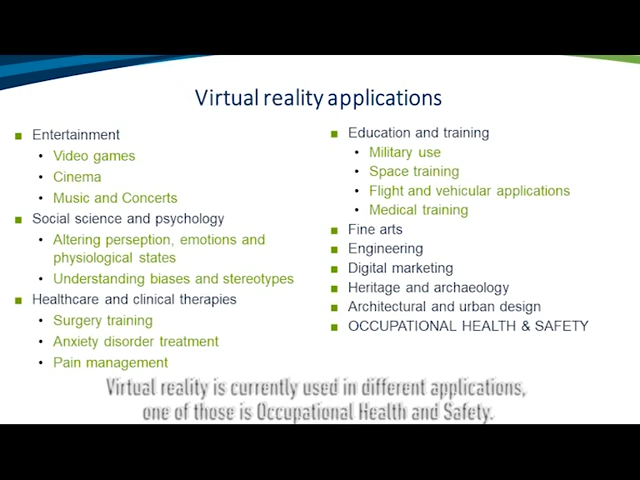 Virtual reality applications
Entertainment
Video games
Cinema
Music and Concerts
Social science and psychology
Altering perseption, emotions and
physiological states
Understanding biases and stereotypes
Healthcare and clinical therapies
Surgery training
Anxiety disorder treatment
Pain management
Education and training
Military use
Space training
Flight and vehicular applications
Medical training
Fine arts
Engineering
Digital marketing
Heritage and archaeology
Architectural and urban design
OCCUPATIONAL HEALTH & SAFETY
Virtual reality is currently used in different applications,
one of those is Occupational Health and Safety.